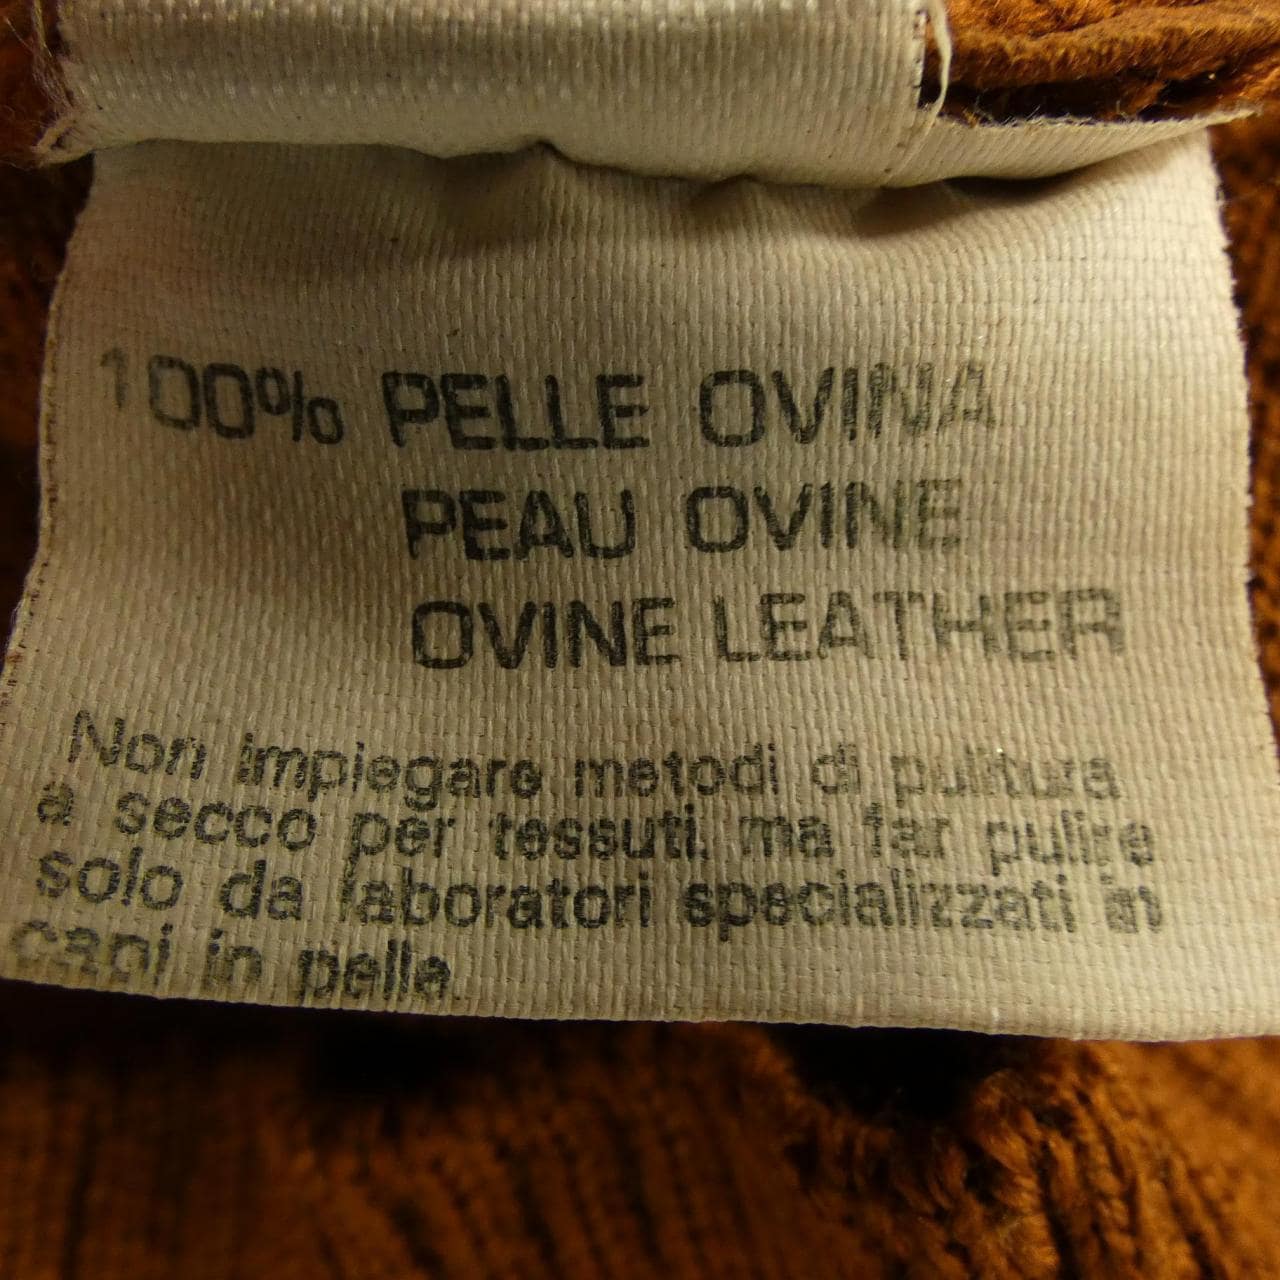 100% PELLE OVINA
PEAU OVINE
OVINE LEATHER
Non impiegare metodi di pulitura
a secco per tessuti, ma far pulire
solo da laboratori specializzati in
capi in pelle.